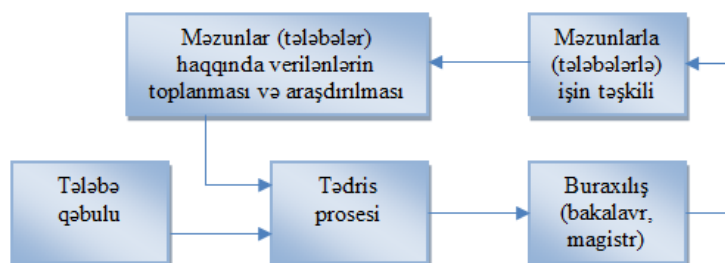 Məzunlar (tələbələr)
haqqında verilənlərin
toplanması və araşdırılması
Məzunlarla
(tələbələrlə)
işin təşkili
Tələbə
qəbulu
Tədris
prosesi
Buraxılış
(bakalavr,
magistr)